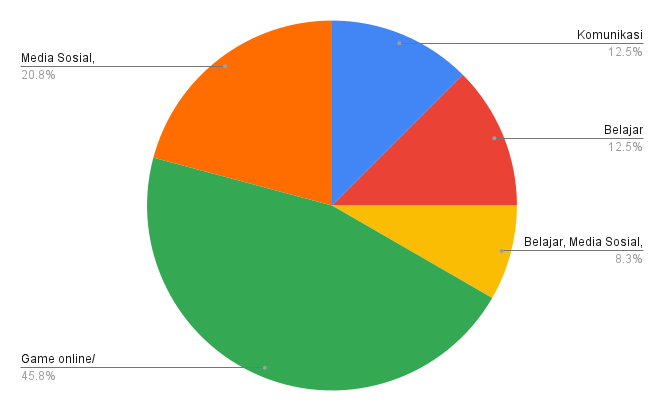 Komunikasi
12.5%
Media Sosial,
20.8%
Belajar
12.5%
Belajar, Media Sosial,
8.3%
Game online/
45.8%